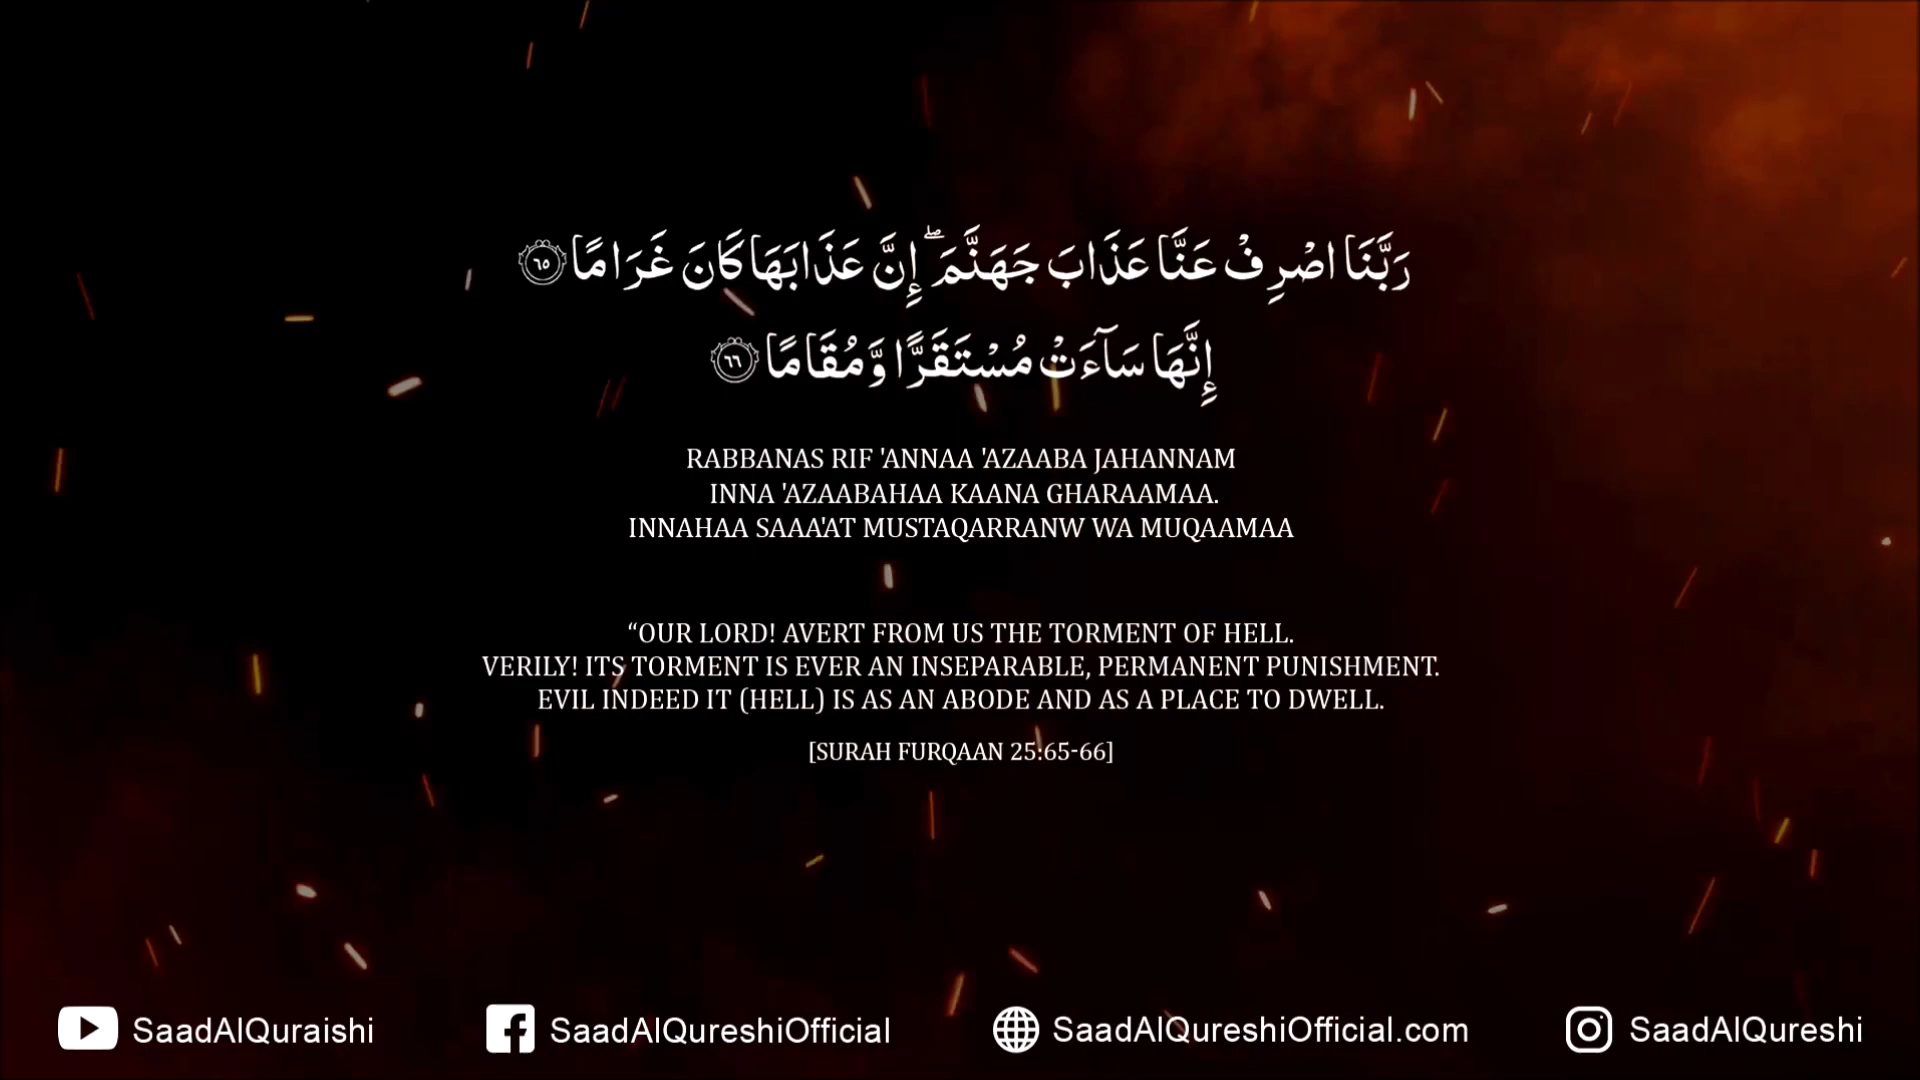 رَبَّنَا اصْرِفْ عَنَّا عَذَابَ جَهَنَّمَ ۖ إِنَّ عَذَابَهَا كَانَ غَرَامًا ٦٥
إِنَّهَا سَآءَتْ مُسْتَقَرًّا وَّمُقَامًا ٦٦
RABBANAS RIF 'ANNAA 'AZAABA JAHANNAM
INNA 'AZAABAHAA KAANA GHARAAMAA.
INNAHAA SAAA'AT MUSTAQARRANW WA MUQAAMAA
“OUR LORD! AVERT FROM US THE TORMENT OF HELL.
VERILY! ITS TORMENT IS EVER AN INSEPARABLE, PERMANENT PUNISHMENT.
EVIL INDEED IT (HELL) IS AS AN ABODE AND AS A PLACE TO DWELL.
[SURAH FURQAAN 25:65-66]
SaadAlQuraishi SaadAlQureshiOfficial SaadAlQureshiOfficial.com SaadAlQureshi